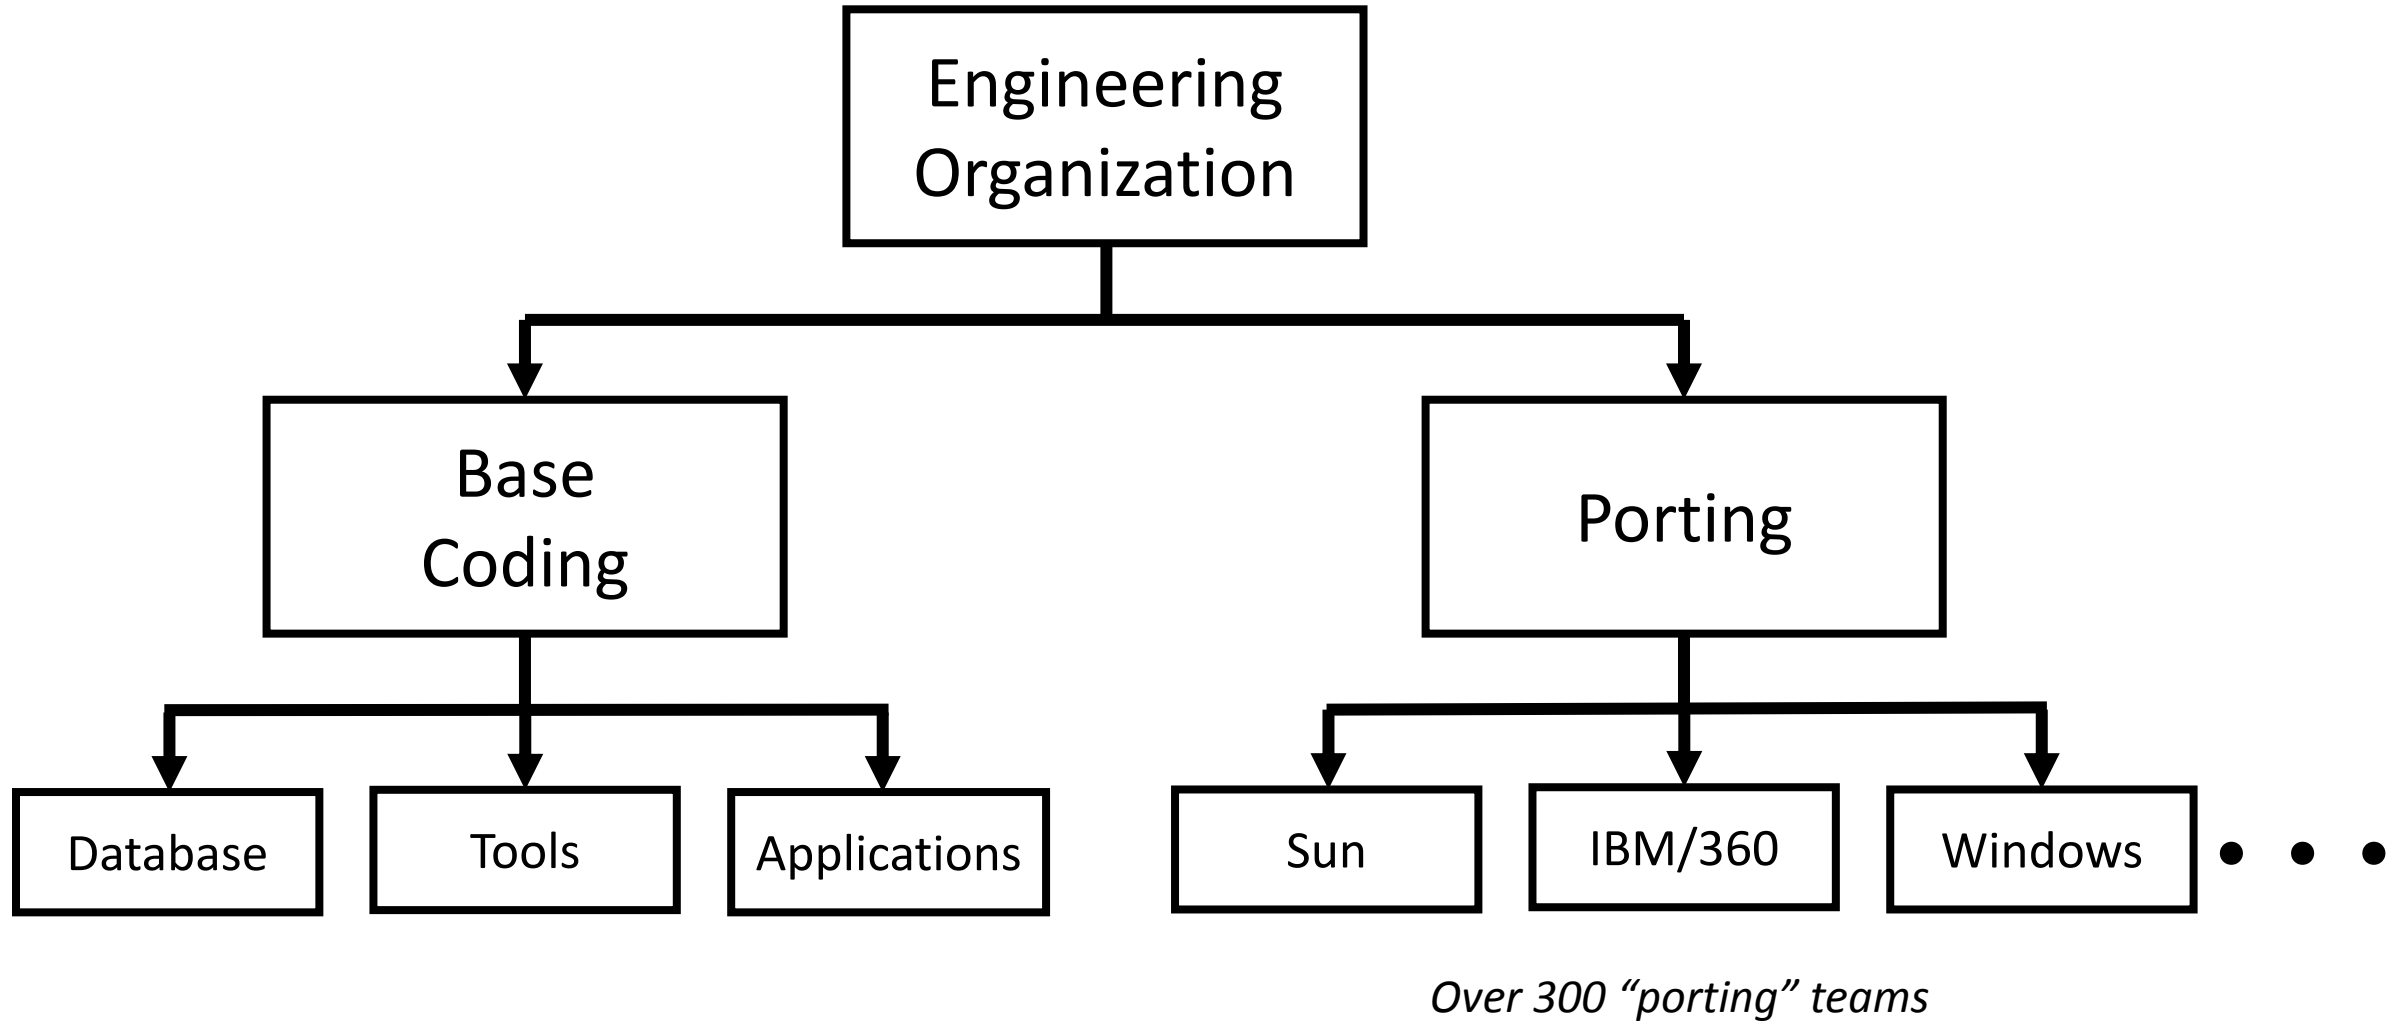 Engineering
Organization
Base
Coding
Porting
Database
Tools
Applications
Sun
IBM/360
Windows
Over 300 “porting” teams